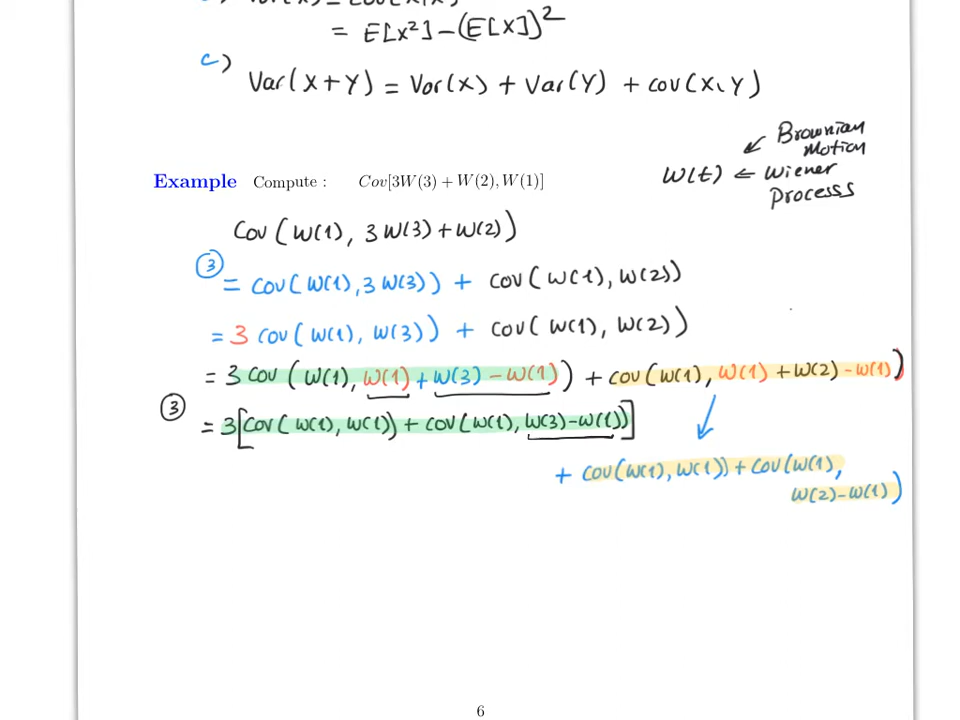 = E[X²] - (E[X])²
c)
Var(X+Y) = Var(X) + Var(Y) + cov(X,Y)
Brownian
Motion
W(t) ← Wiener
Processs
Example Compute : Cov[3W(3) + W(2), W(1)]
Cov(W(1), 3W(3)+W(2))
③ = cov(W(1), 3W(3)) + cov(W(1), W(2))
= 3 cov(W(1), W(3)) + cov(W(1), W(2))
= 3 cov(W(1), W(1) + W(3) - W(1)) + cov(W(1), W(1) + W(2) - W(1))
③ = 3[cov(W(1), W(1)) + cov(W(1), W(3)-W(1))]
+ cov(W(1), W(1)) + cov(W(1),
W(2)-W(1))
6